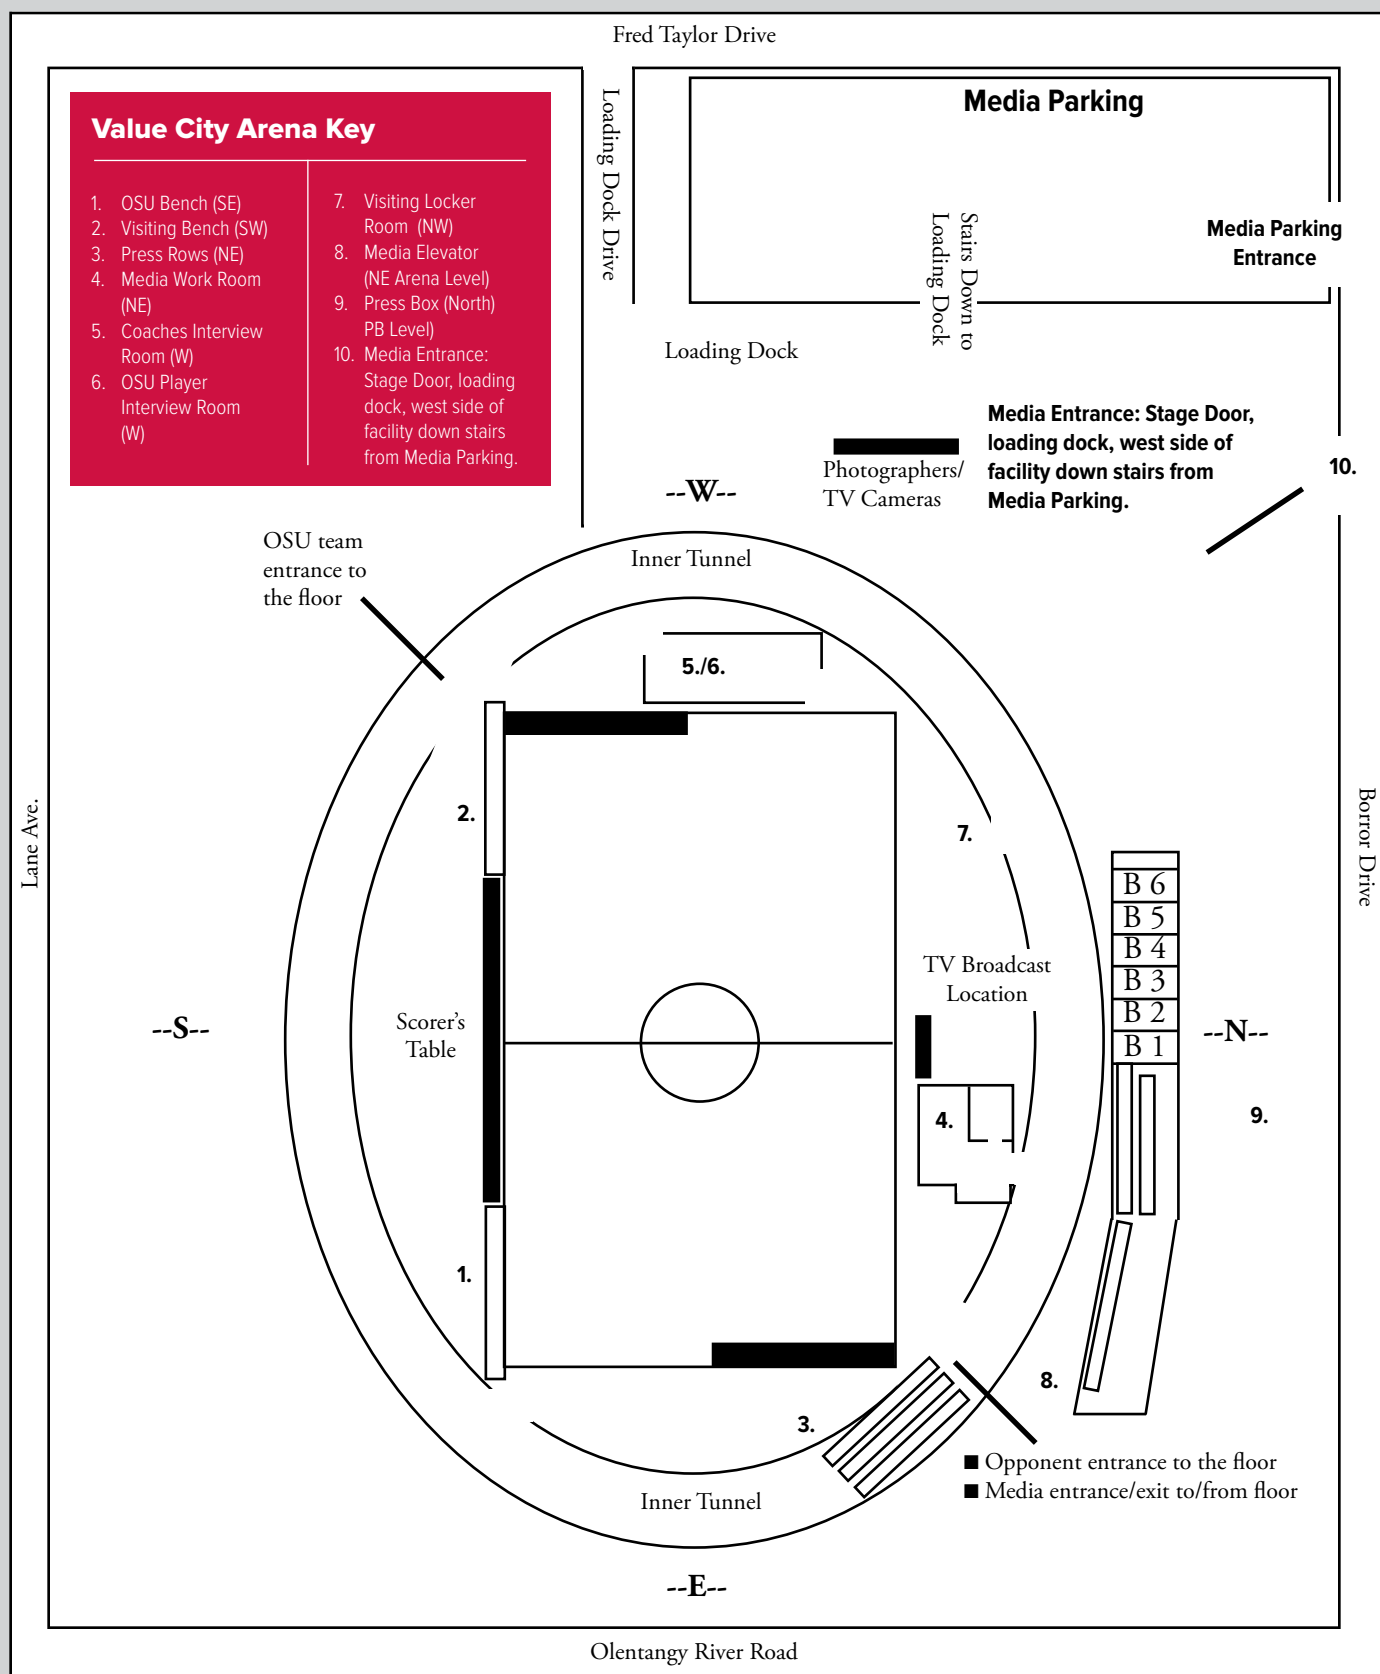 Fred Taylor Drive
Value City Arena Key
1. OSU Bench (SE)
2. Visiting Bench (SW)
3. Press Rows (NE)
4. Media Work Room
(NE)
5. Coaches Interview
Room (W)
6. OSU Player
Interview Room
(W)
7. Visiting Locker
Room (NW)
8. Media Elevator
(NE Arena Level)
9. Press Box (North)
PB Level)
10. Media Entrance:
Stage Door, loading
dock, west side of
facility down stairs
from Media Parking.
Loading Dock Drive
Media Parking
Stairs Down to
Loading Dock
Media Parking
Entrance
Loading Dock
Media Entrance: Stage Door,
loading dock, west side of
facility down stairs from
Media Parking.
10.
Photographers/
TV Cameras
--W--
OSU team
entrance to
the floor
Inner Tunnel
5./6.
2.
7.
Lane Ave.
Borror Drive
B 6
B 5
B 4
B 3
B 2
B 1
TV Broadcast
Location
--S--
Scorer's
Table
--N--
4.
9.
1.
8.
3.
Opponent entrance to the floor
Media entrance/exit to/from floor
Inner Tunnel
--E--
Olentangy River Road